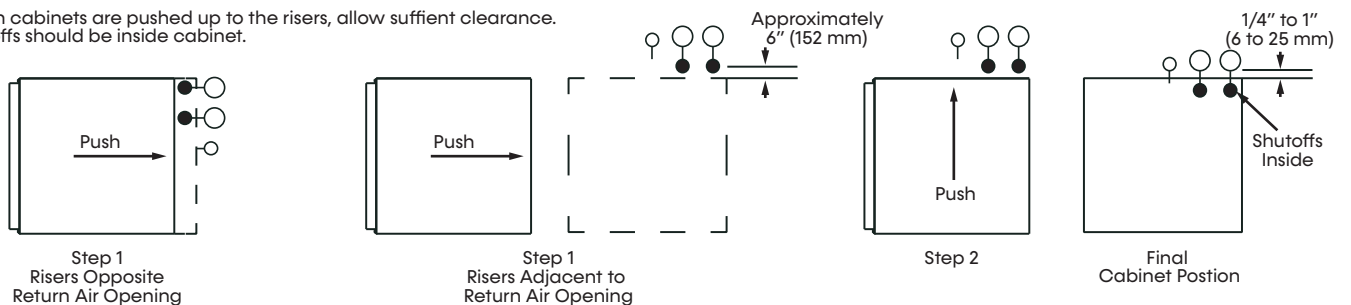 cabinets are pushed up to the risers, allow suffient clearance.
should be inside cabinet.
Approximately
6" (152 mm)
1/4" to 1"
(6 to 25 mm)
Push
Push
Push
Shutoffs
Inside
Step 1
Risers Opposite
Return Air Opening
Step 1
Risers Adjacent to
Return Air Opening
Step 2
Final
Cabinet Postion